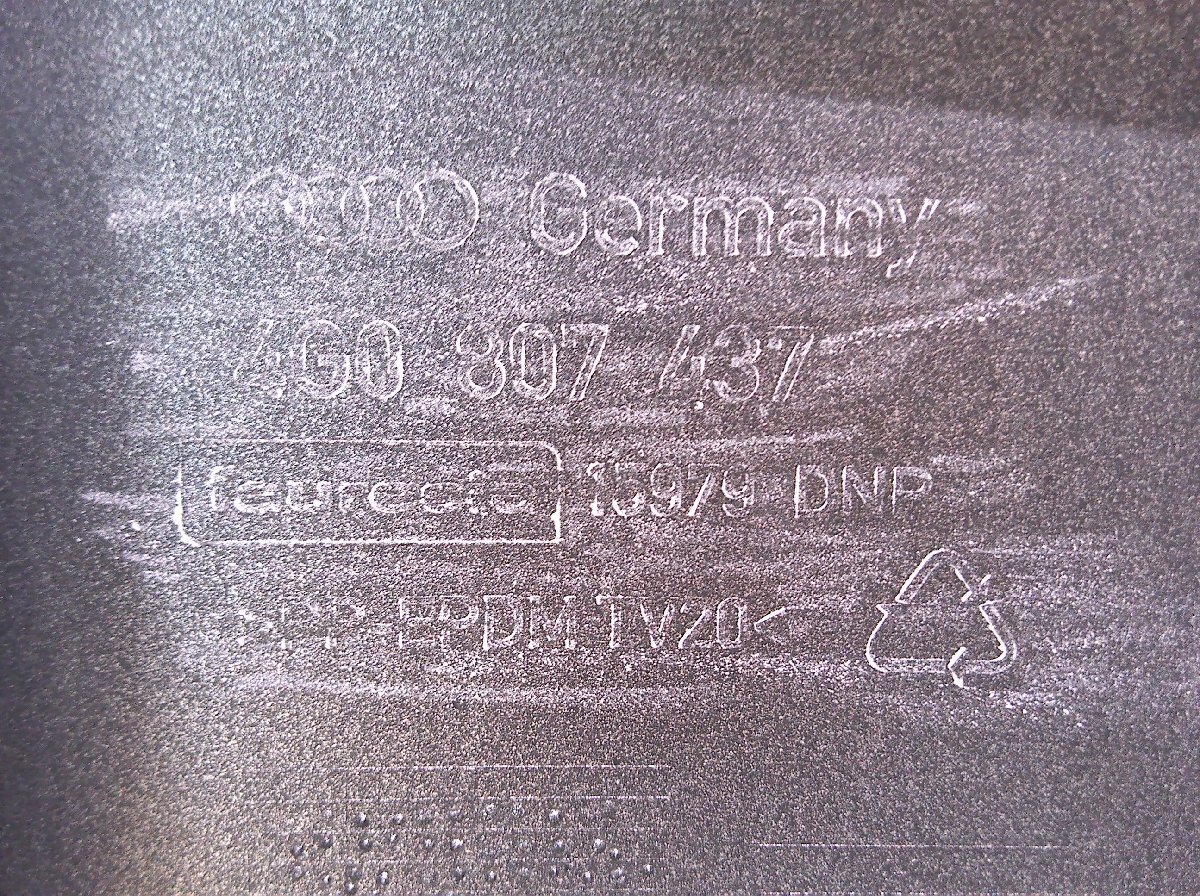 Germany
4G0 807 437
faurecia 15979 DNP
>PP-EPDM-TV20<